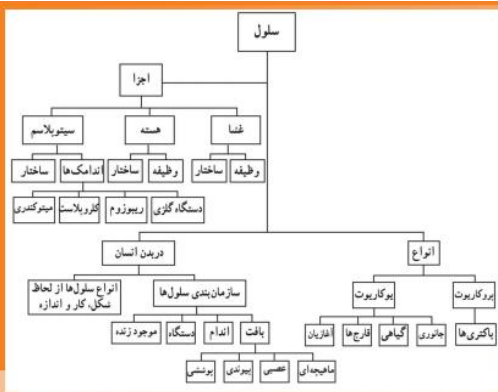 سلول
اجزا
غشا
هسته
سیتوپلاسم
وظیفه
ساختار
وظیفه
ساختار
اندامک‌ها
ساختار
دستگاه گلژی
ریبوزوم
کلروپلاست
میتوکندری
انواع
دربدن انسان
پروکاریوت
یوکاریوت
سازمان‌بندی سلول‌ها
انواع سلول‌ها از لحاظ
شکل، کار و اندازه
باکتری‌ها
جانوری
گیاهی
قارچ‌ها
آغازیان
بافت
اندام
دستگاه
موجود زنده
ماهیچه‌ای
عصبی
پیوندی
پوششی